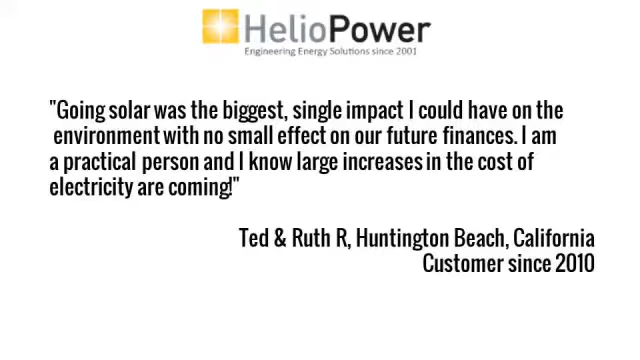 HelioPower
Engineering Energy Solutions since 2001
"Going solar was the biggest, single impact I could have on the
environment with no small effect on our future finances. I am
a practical person and I know large increases in the cost of
electricity are coming!"
Ted & Ruth R, Huntington Beach, California
Customer since 2010